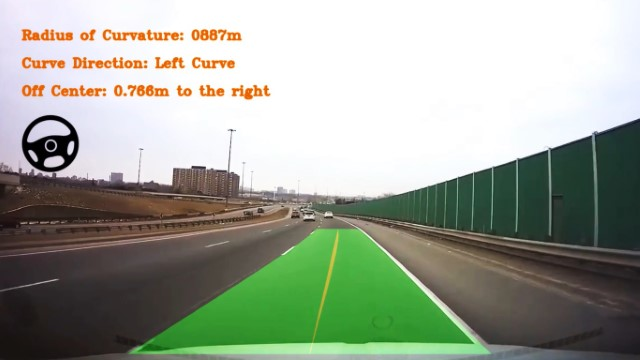 Radius of Curvature: 0887m
Curve Direction: Left Curve
Off Center: 0.766m to the right